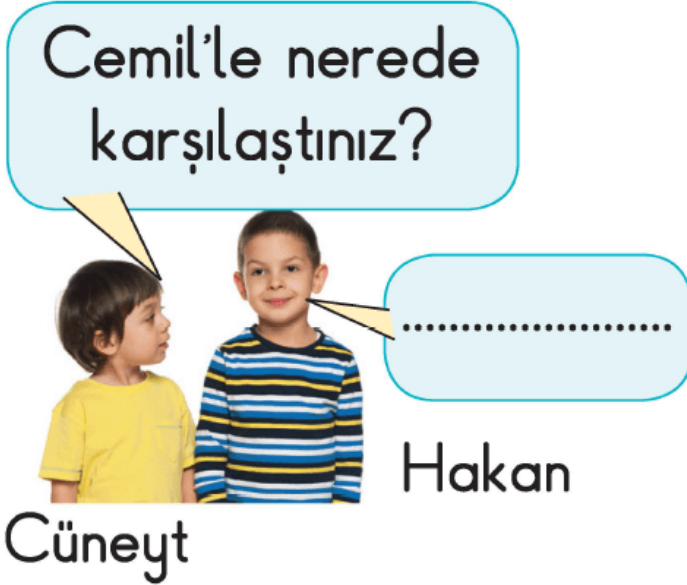 Cemil'le nerede
karşılaştınız?
.......................
Hakan
Cüneyt